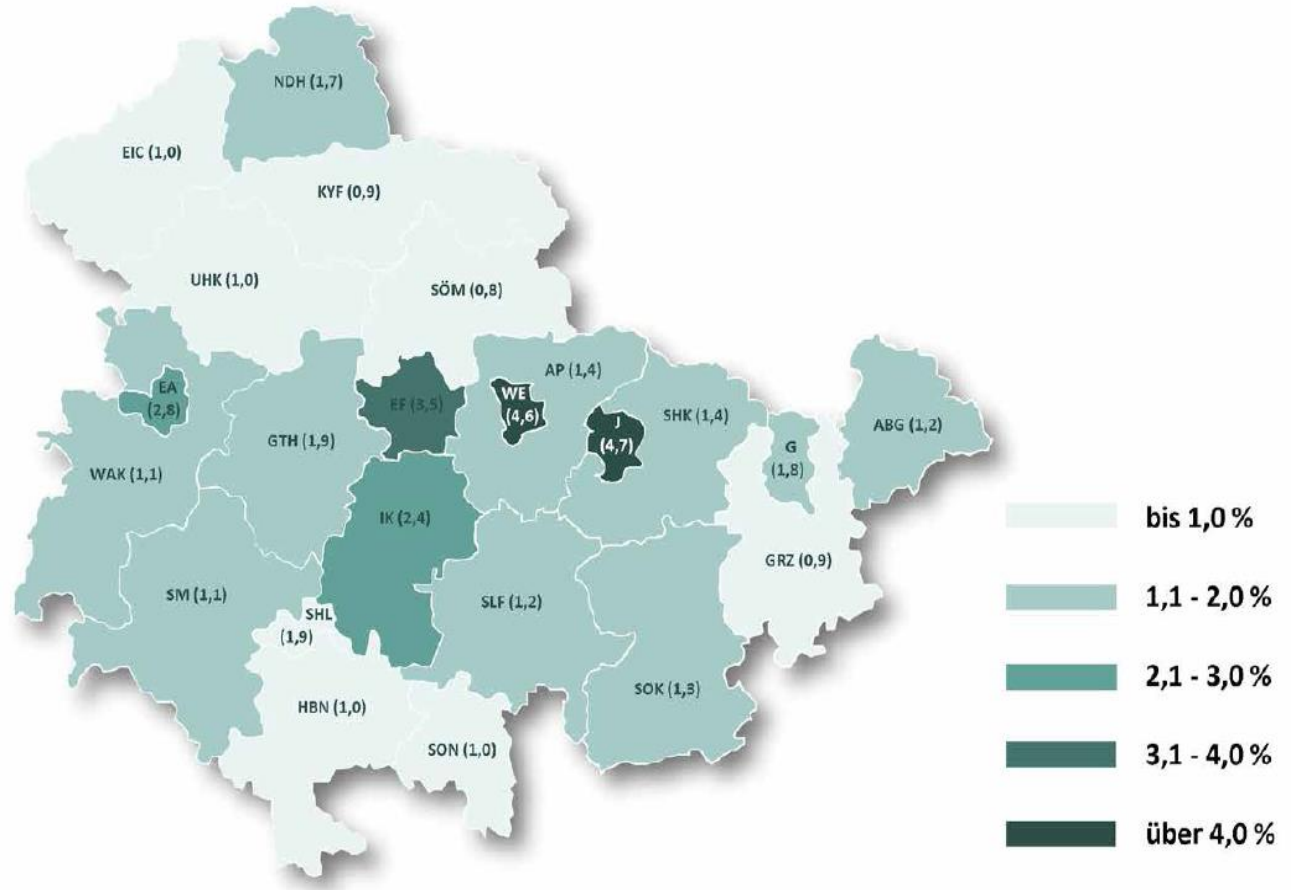 NDH (1,7)
EIC (1,0)
KYF (0,9)
UHK (1,0)
SÖM (0,8)
EA
(2,8)
EF (3,5)
WE
(4,6)
AP (1,4)
J
(4,7)
SHK (1,4)
G
(1,8)
ABG (1,2)
GTH (1,9)
WAK (1,1)
IK (2,4)
GRZ (0,9)
SM (1,1)
SHL
(1,9)
SLF (1,2)
SOK (1,3)
HBN (1,0)
SON (1,0)
bis 1,0 %
1,1 - 2,0 %
2,1 - 3,0 %
3,1 - 4,0 %
über 4,0 %